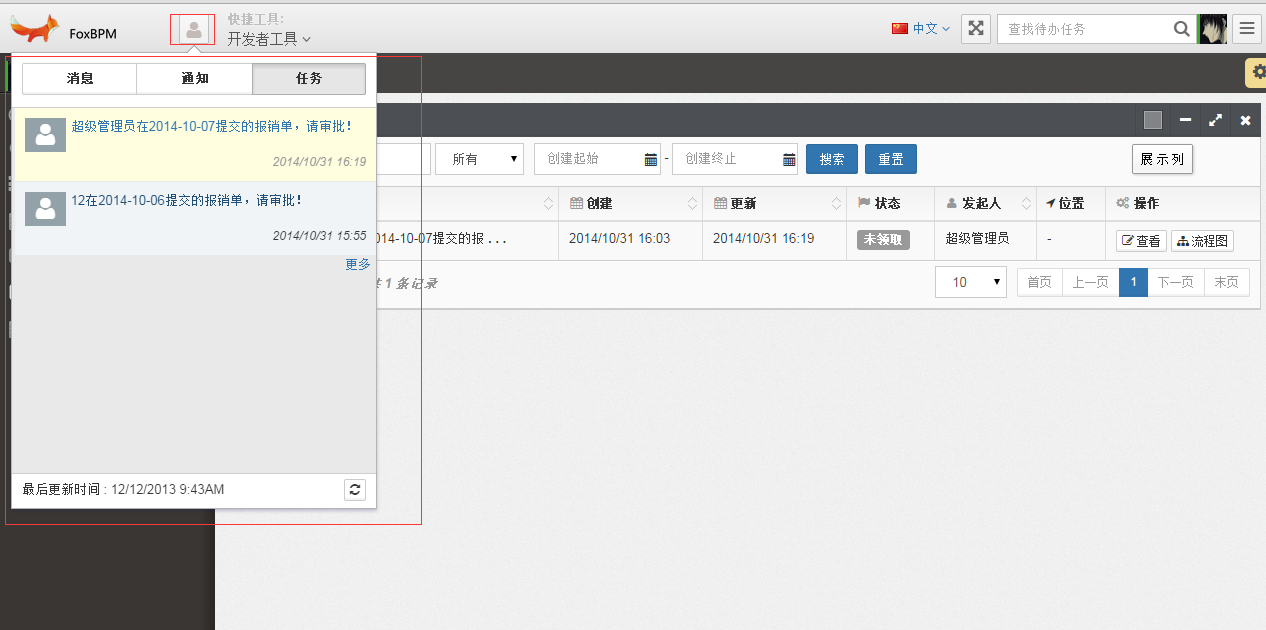 FoxBPM
快捷工具:
开发者工具
中文
查找待办任务
消息 通知 任务
超级管理员在2014-10-07提交的报销单，请审批！
2014/10/31 16:19
12在2014-10-06提交的报销单，请审批！
2014/10/31 15:55
更多
最后更新时间 : 12/12/2013 9:43AM
所有 创建起始 - 创建终止 搜索 重置 展示列
创建 更新 状态 发起人 位置 操作
014-10-07提交的报 . . . 2014/10/31 16:03 2014/10/31 16:19 未领取 超级管理员 - 查看 流程图
1 条记录 10 首页 上一页 1 下一页 末页